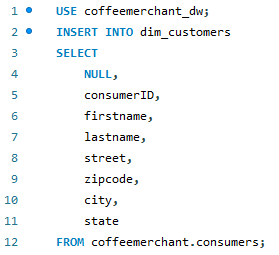 1 USE coffeemerchant_dw;
2 INSERT INTO dim_customers
3 SELECT
4 NULL,
5 consumerID,
6 firstname,
7 lastname,
8 street,
9 zipcode,
10 city,
11 state
12 FROM coffeemerchant.consumers;